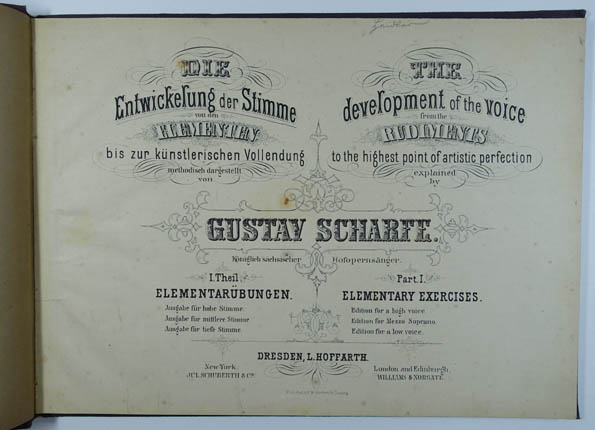 DIE
Entwickelung der Stimme
von den
ELEMENTEN
bis zur künstlerischen Vollendung
methodisch dargestellt
von
THE
development of the voice
from the
RUDIMENTS
to the highest point of artistic perfection
explained
by
GUSTAV SCHARFE.
Königlich sächsischer Hofopernsänger.
I. Theil.
ELEMENTARÜBUNGEN.
Ausgabe für hohe Stimme.
Ausgabe für mittlere Stimme
Ausgabe für tiefe Stimme
Part. I.
ELEMENTARY EXERCISES.
Edition for a high voice
Edition for Mezzo Soprano.
Edition for a low voice.
DRESDEN, L. HOFFARTH.
New-York.
JUL. SCHUBERTH & Co.
London and Edinburgh,
WILLIAMS & NORGATE.